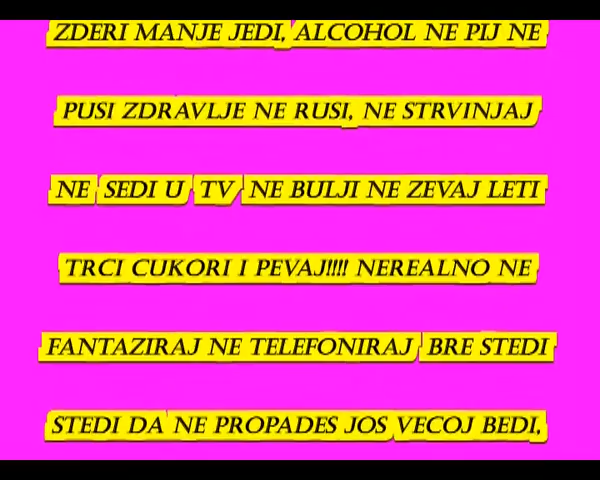 ZDERI MANJE JEDI, ALCOHOL NE PIJ NE
PUSI ZDRAVLJE NE RUSI, NE STRVINJAJ
NE SEDI U TV NE BULJI NE ZEVAJ LETI
TRCI CUKORI I PEVAJ!!!! NEREALNO NE
FANTAZIRAJ NE TELEFONIRAJ BRE STEDI
STEDI DA NE PROPADES JOS VECOJ BEDI,